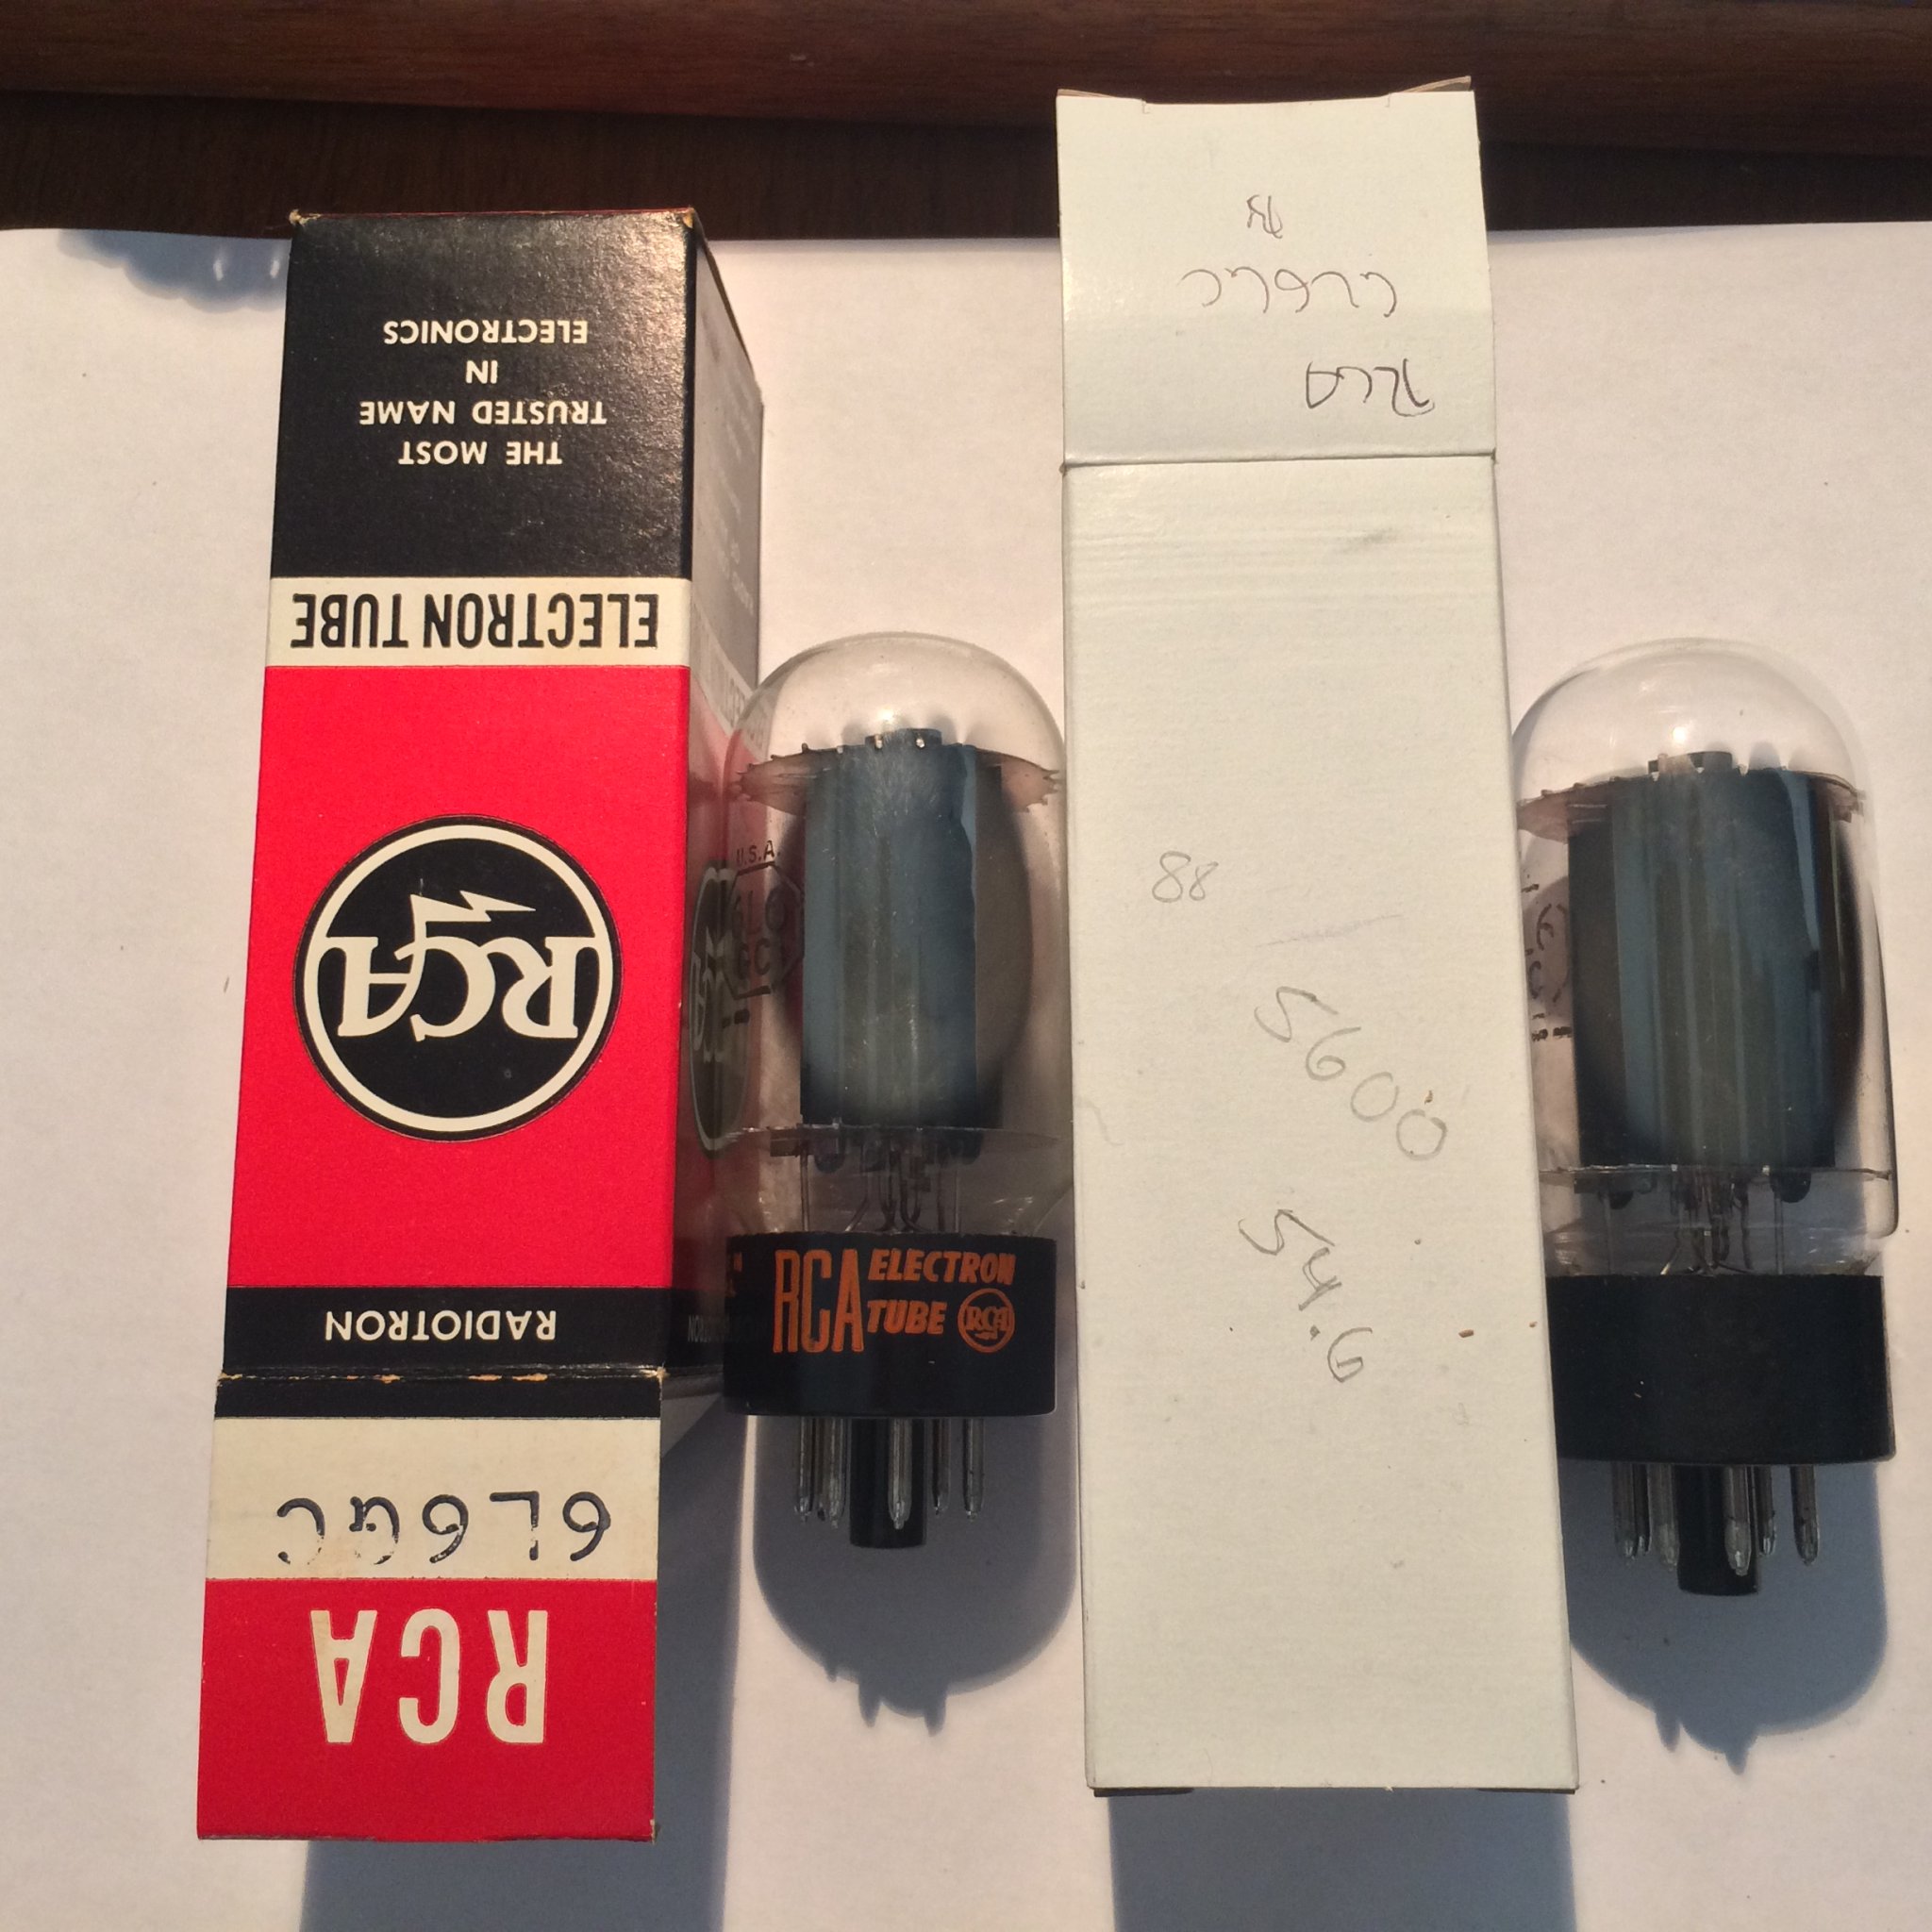 THE MOST
TRUSTED NAME
IN
ELECTRONICS
ELECTRON TUBE
RCA
RADIOTRON
6L6GC
RCA
U.S.A.
RCA ELECTRON
TUBE RCA
RCA
6L6GC
88
5600
54.6